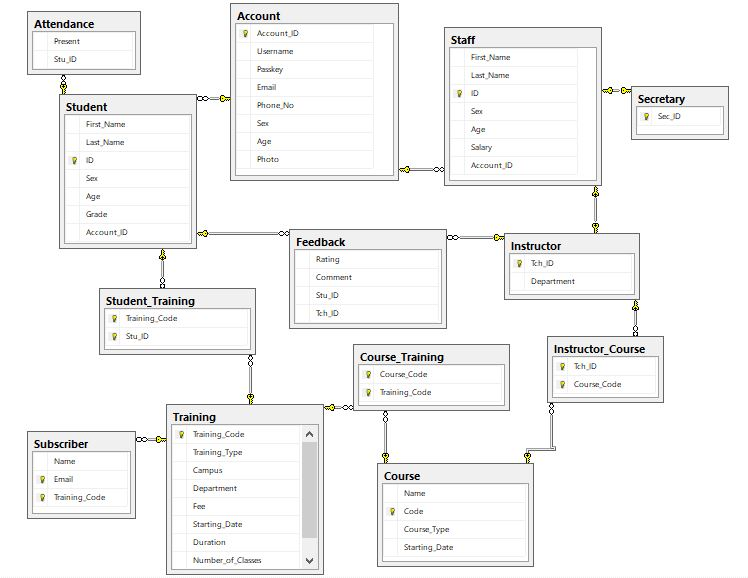 Attendance
Present
Stu_ID
Account
Account_ID
Username
Passkey
Email
Phone_No
Sex
Age
Photo
Staff
First_Name
Last_Name
ID
Sex
Age
Salary
Account_ID
Secretary
Sec_ID
Student
First_Name
Last_Name
ID
Sex
Age
Grade
Account_ID
Feedback
Rating
Comment
Stu_ID
Tch_ID
Instructor
Tch_ID
Department
Student_Training
Training_Code
Stu_ID
Course_Training
Course_Code
Training_Code
Instructor_Course
Tch_ID
Course_Code
Training
Training_Code
Training_Type
Campus
Department
Fee
Starting_Date
Duration
Number_of_Classes
Subscriber
Name
Email
Training_Code
Course
Name
Code
Course_Type
Starting_Date